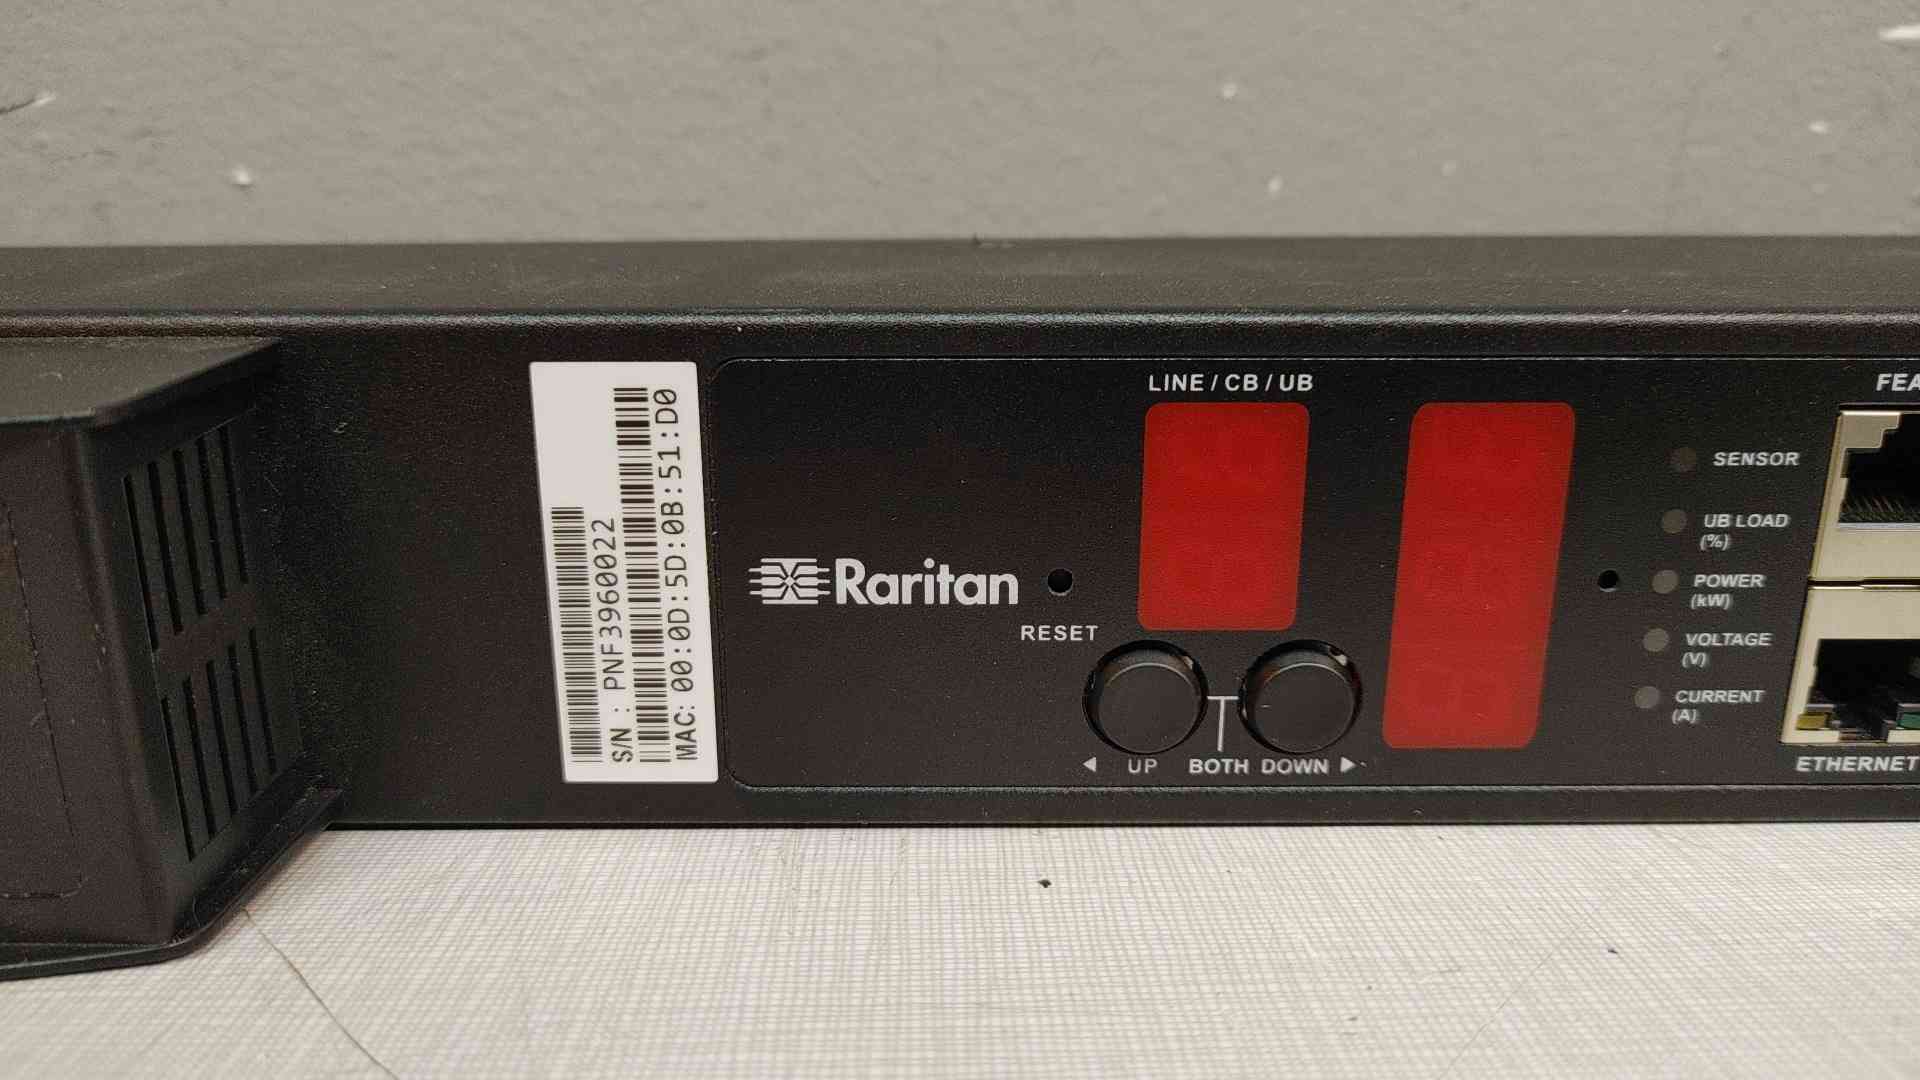 S/N : PNF3960022
MAC: 00:0D:5D:0B:51:D0
Raritan
RESET
LINE / CB / UB
◀ UP BOTH DOWN ▶
SENSOR
UB LOAD
(%)
POWER
(kW)
VOLTAGE
(V)
CURRENT
(A)
FEA
ETHERNET